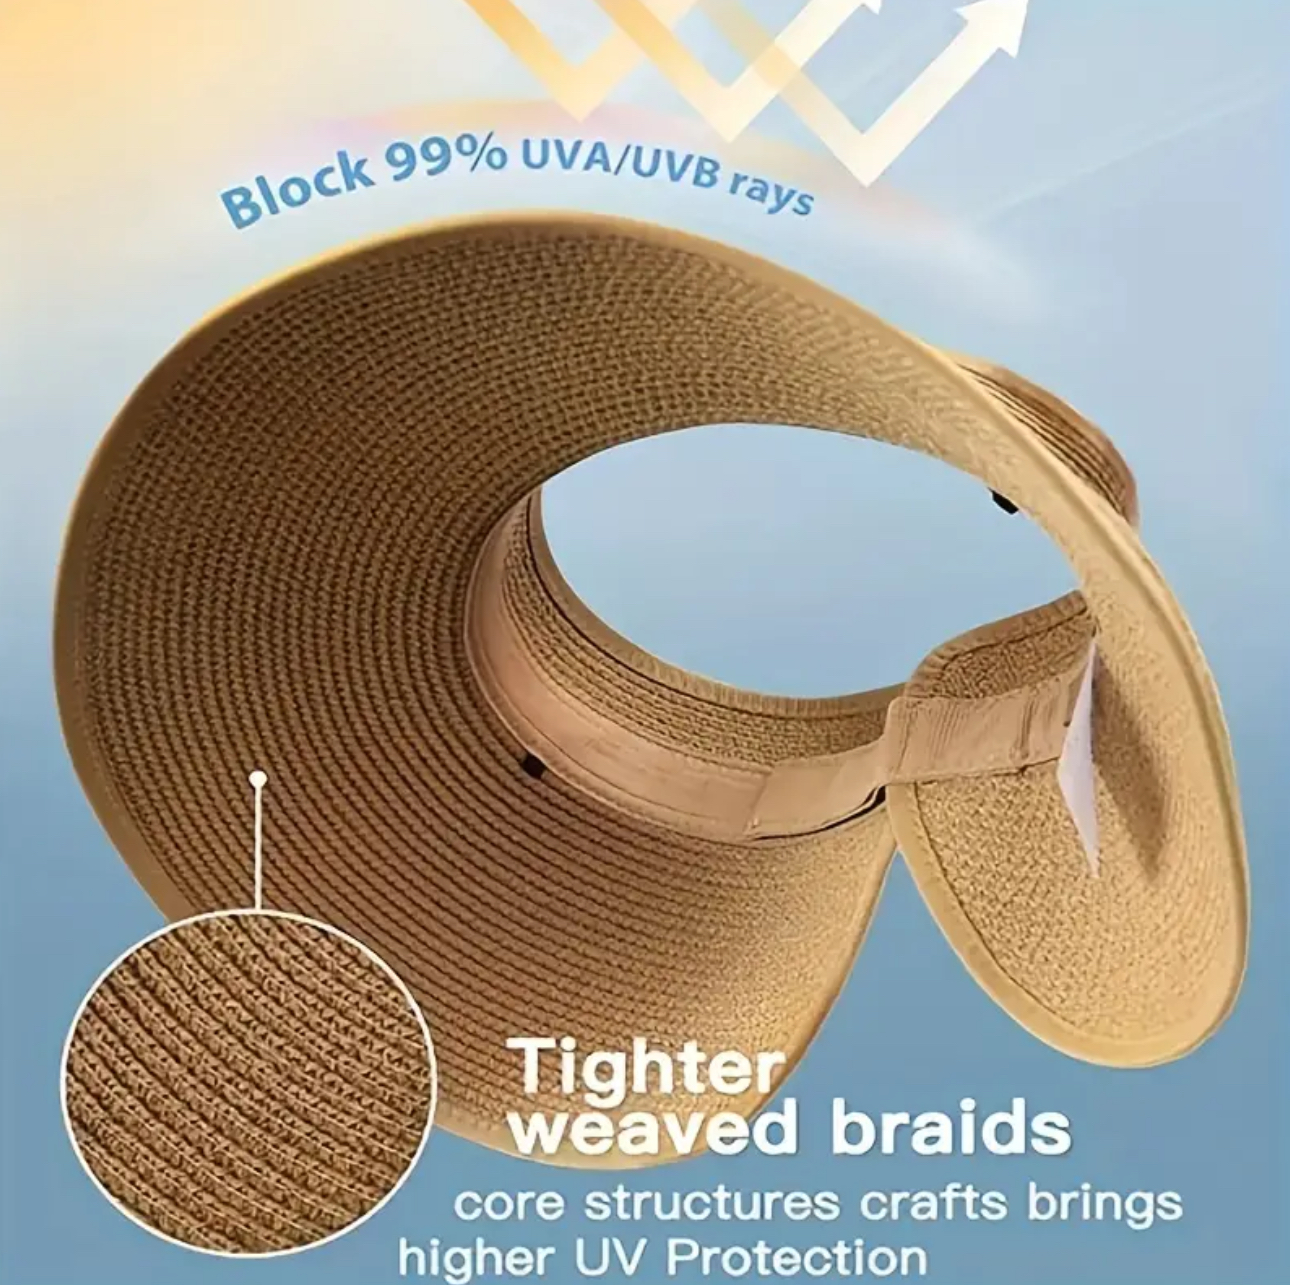 Block 99% UVA/UVB rays
Tighter
weaved braids
core structures crafts brings
higher UV Protection